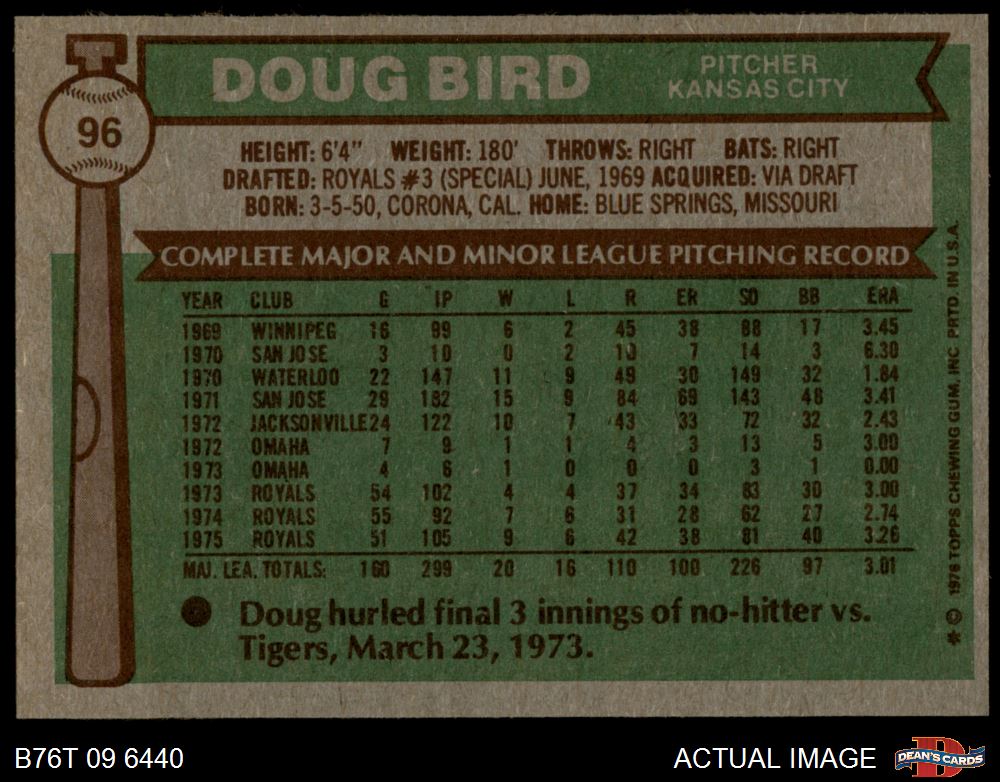 96
DOUG BIRD
PITCHER
KANSAS CITY
HEIGHT: 6'4" WEIGHT: 180' THROWS: RIGHT BATS: RIGHT
DRAFTED: ROYALS #3 (SPECIAL) JUNE, 1969 ACQUIRED: VIA DRAFT
BORN: 3-5-50, CORONA, CAL. HOME: BLUE SPRINGS, MISSOURI
COMPLETE MAJOR AND MINOR LEAGUE PITCHING RECORD
YEAR CLUB G IP W L R ER SO BB ERA
1969 WINNIPEG 16 99 6 2 45 38 88 17 3.45
1970 SAN JOSE 3 10 0 2 10 7 14 3 6.30
1970 WATERLOO 22 147 11 9 49 30 149 32 1.84
1971 SAN JOSE 29 182 15 9 84 69 143 46 3.41
1972 JACKSONVILLE 24 122 10 7 43 33 72 32 2.43
1972 OMAHA 7 9 1 1 4 3 13 5 3.00
1973 OMAHA 4 6 1 0 0 0 3 1 0.00
1973 ROYALS 54 102 4 4 37 34 83 30 3.00
1974 ROYALS 55 92 7 6 31 28 62 27 2.74
1975 ROYALS 51 105 9 6 42 38 81 40 3.26
MAJ. LEA. TOTALS: 160 299 20 16 110 100 226 97 3.01
Doug hurled final 3 innings of no-hitter vs.
Tigers, March 23, 1973.
* © 1976 TOPPS CHEWING GUM, INC PRTD. IN U.S.A.
B76T 09 6440
ACTUAL IMAGE
D
DEAN'S CARDS